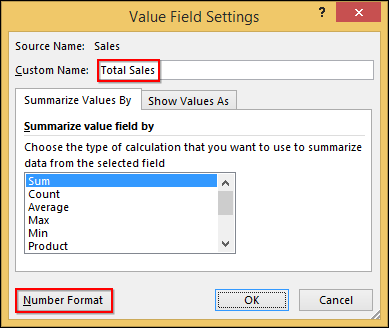 Value Field Settings
?
Source Name: Sales
Custom Name: Total Sales
Summarize Values By Show Values As
Summarize value field by
Choose the type of calculation that you want to use to summarize
data from the selected field
Sum
Count
Average
Max
Min
Product
Number Format OK Cancel